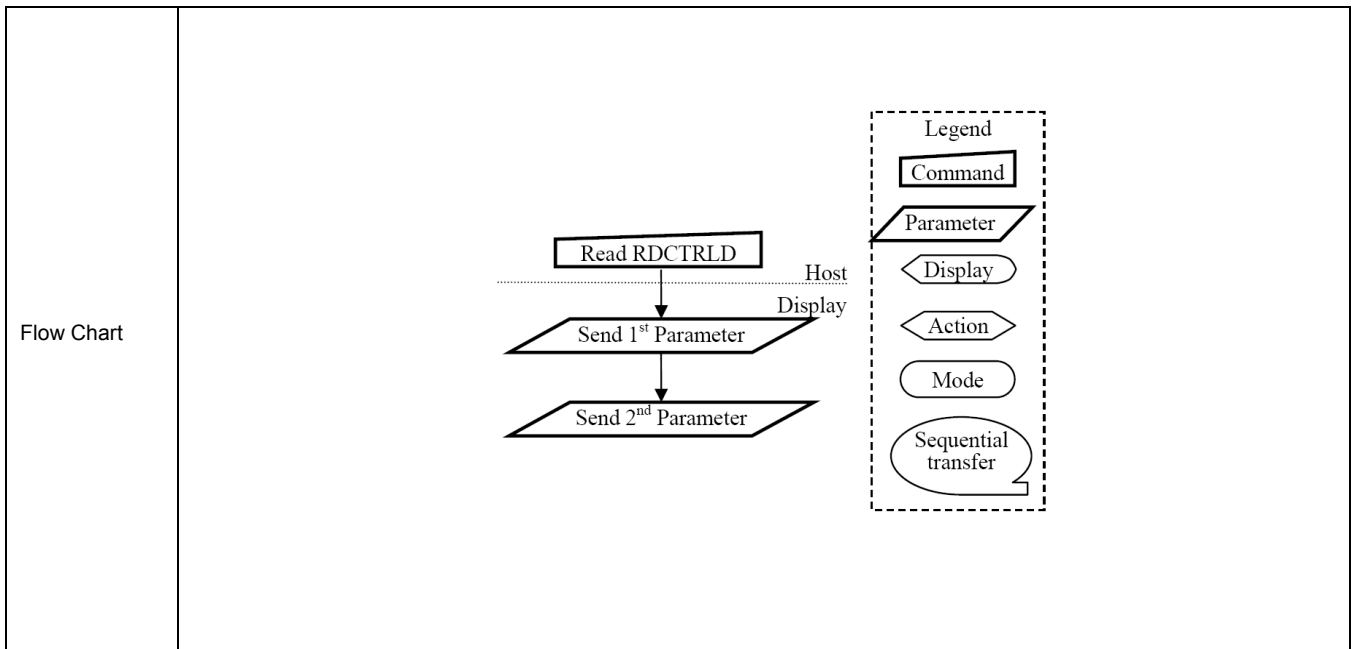 Flow Chart
Read RDCTRLD
Host
Display
Send 1st Parameter
Send 2nd Parameter
Legend
Command
Parameter
Display
Action
Mode
Sequential
transfer